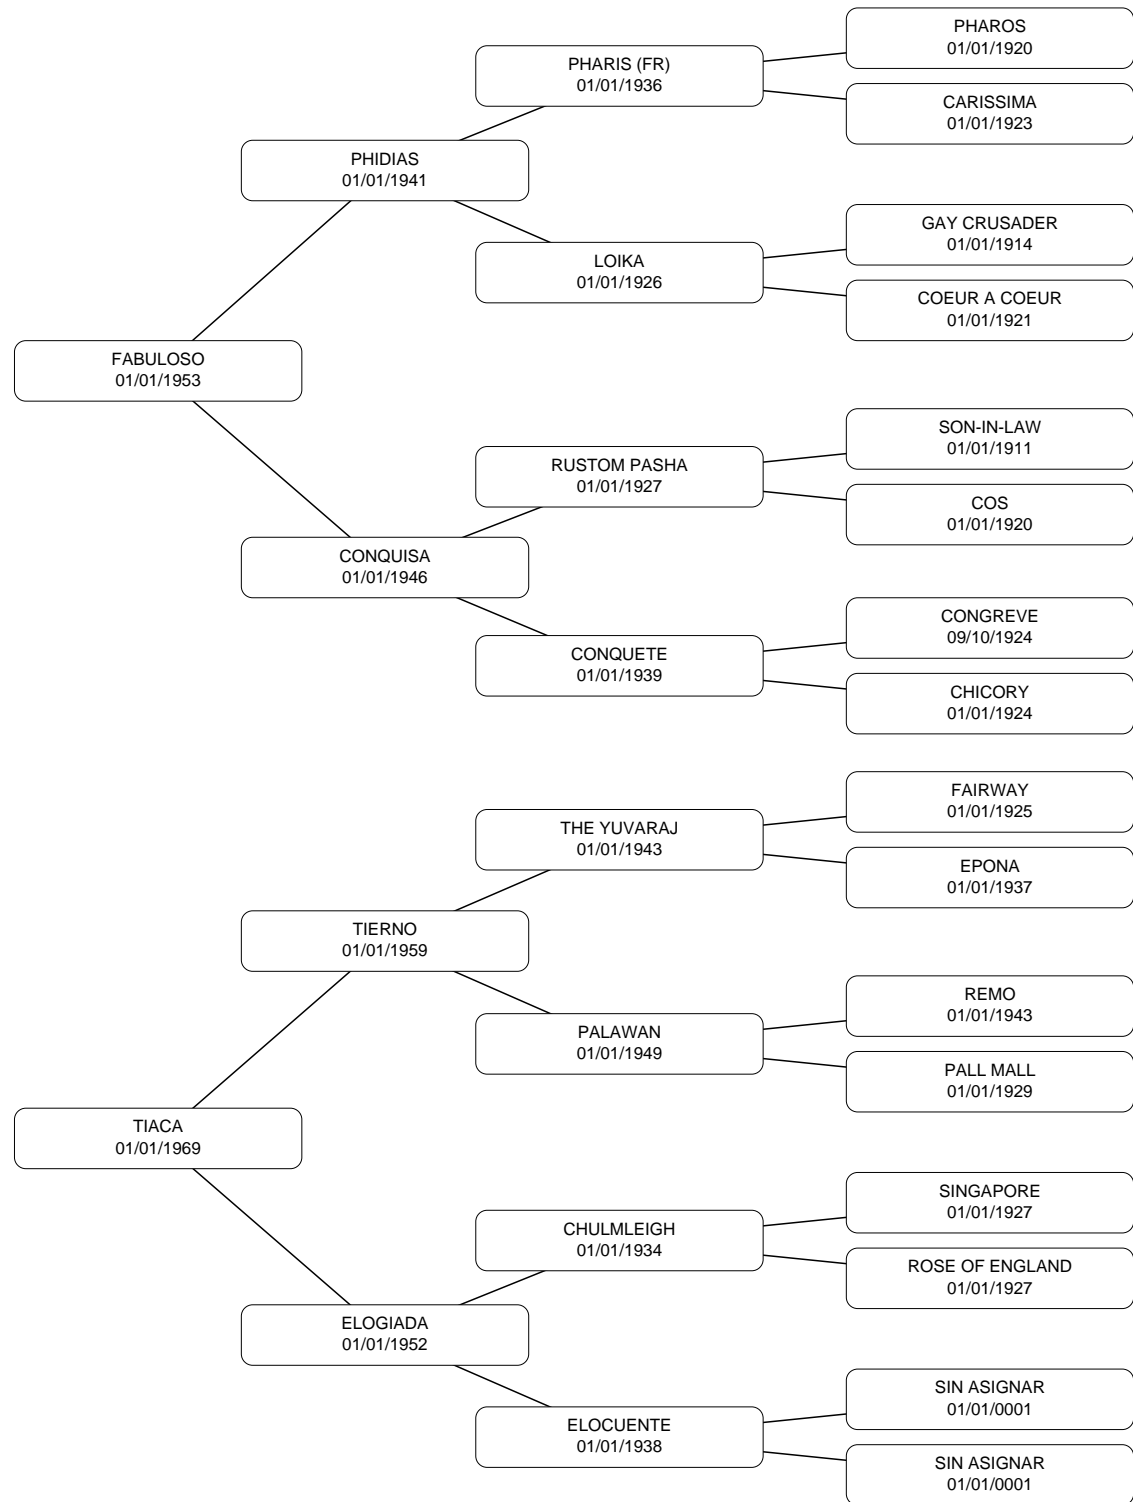 PHAROS
01/01/1920
PHARIS (FR)
01/01/1936
CARISSIMA
01/01/1923
PHIDIAS
01/01/1941
GAY CRUSADER
01/01/1914
LOIKA
01/01/1926
COEUR A COEUR
01/01/1921
FABULOSO
01/01/1953
SON-IN-LAW
01/01/1911
RUSTOM PASHA
01/01/1927
COS
01/01/1920
CONQUISA
01/01/1946
CONGREVE
09/10/1924
CONQUETE
01/01/1939
CHICORY
01/01/1924
FAIRWAY
01/01/1925
THE YUVARAJ
01/01/1943
EPONA
01/01/1937
TIERNO
01/01/1959
REMO
01/01/1943
PALAWAN
01/01/1949
PALL MALL
01/01/1929
TIACA
01/01/1969
SINGAPORE
01/01/1927
CHULMLEIGH
01/01/1934
ROSE OF ENGLAND
01/01/1927
ELOGIADA
01/01/1952
SIN ASIGNAR
01/01/0001
ELOCUENTE
01/01/1938
SIN ASIGNAR
01/01/0001